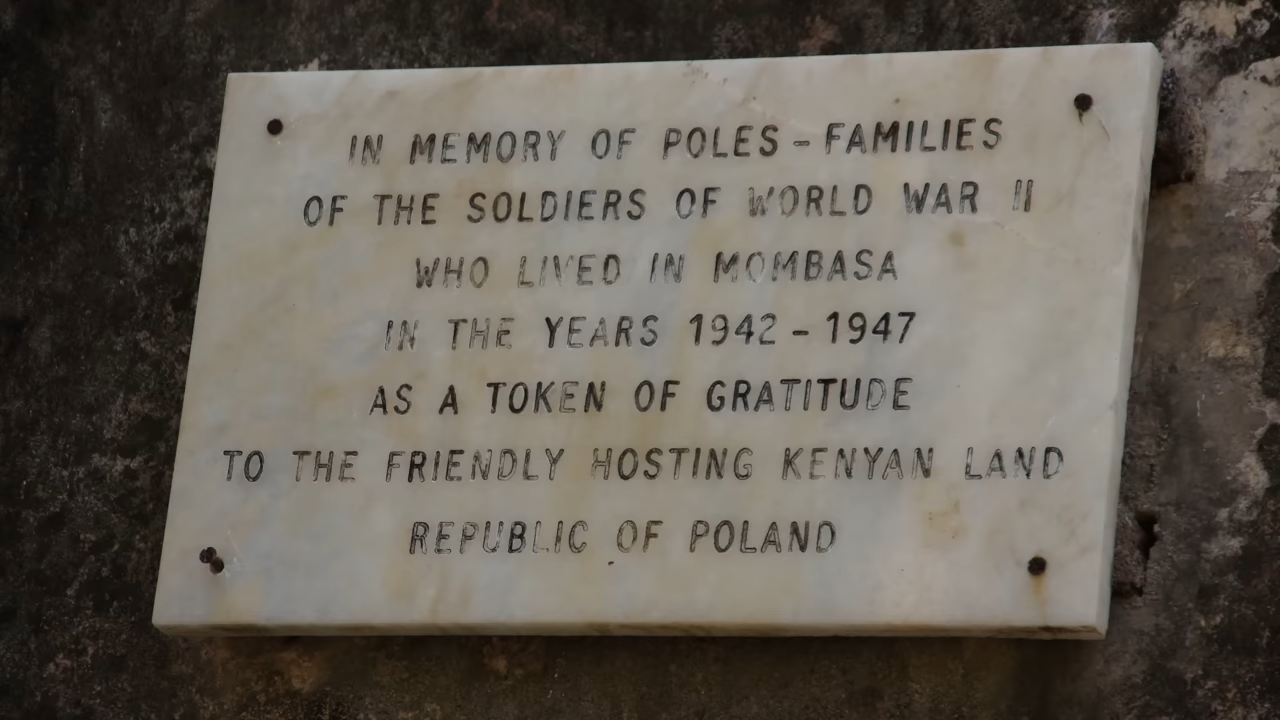 IN MEMORY OF POLES - FAMILIES
OF THE SOLDIERS OF WORLD WAR II
WHO LIVED IN MOMBASA
IN THE YEARS 1942 - 1947
AS A TOKEN OF GRATITUDE
TO THE FRIENDLY HOSTING KENYAN LAND
REPUBLIC OF POLAND